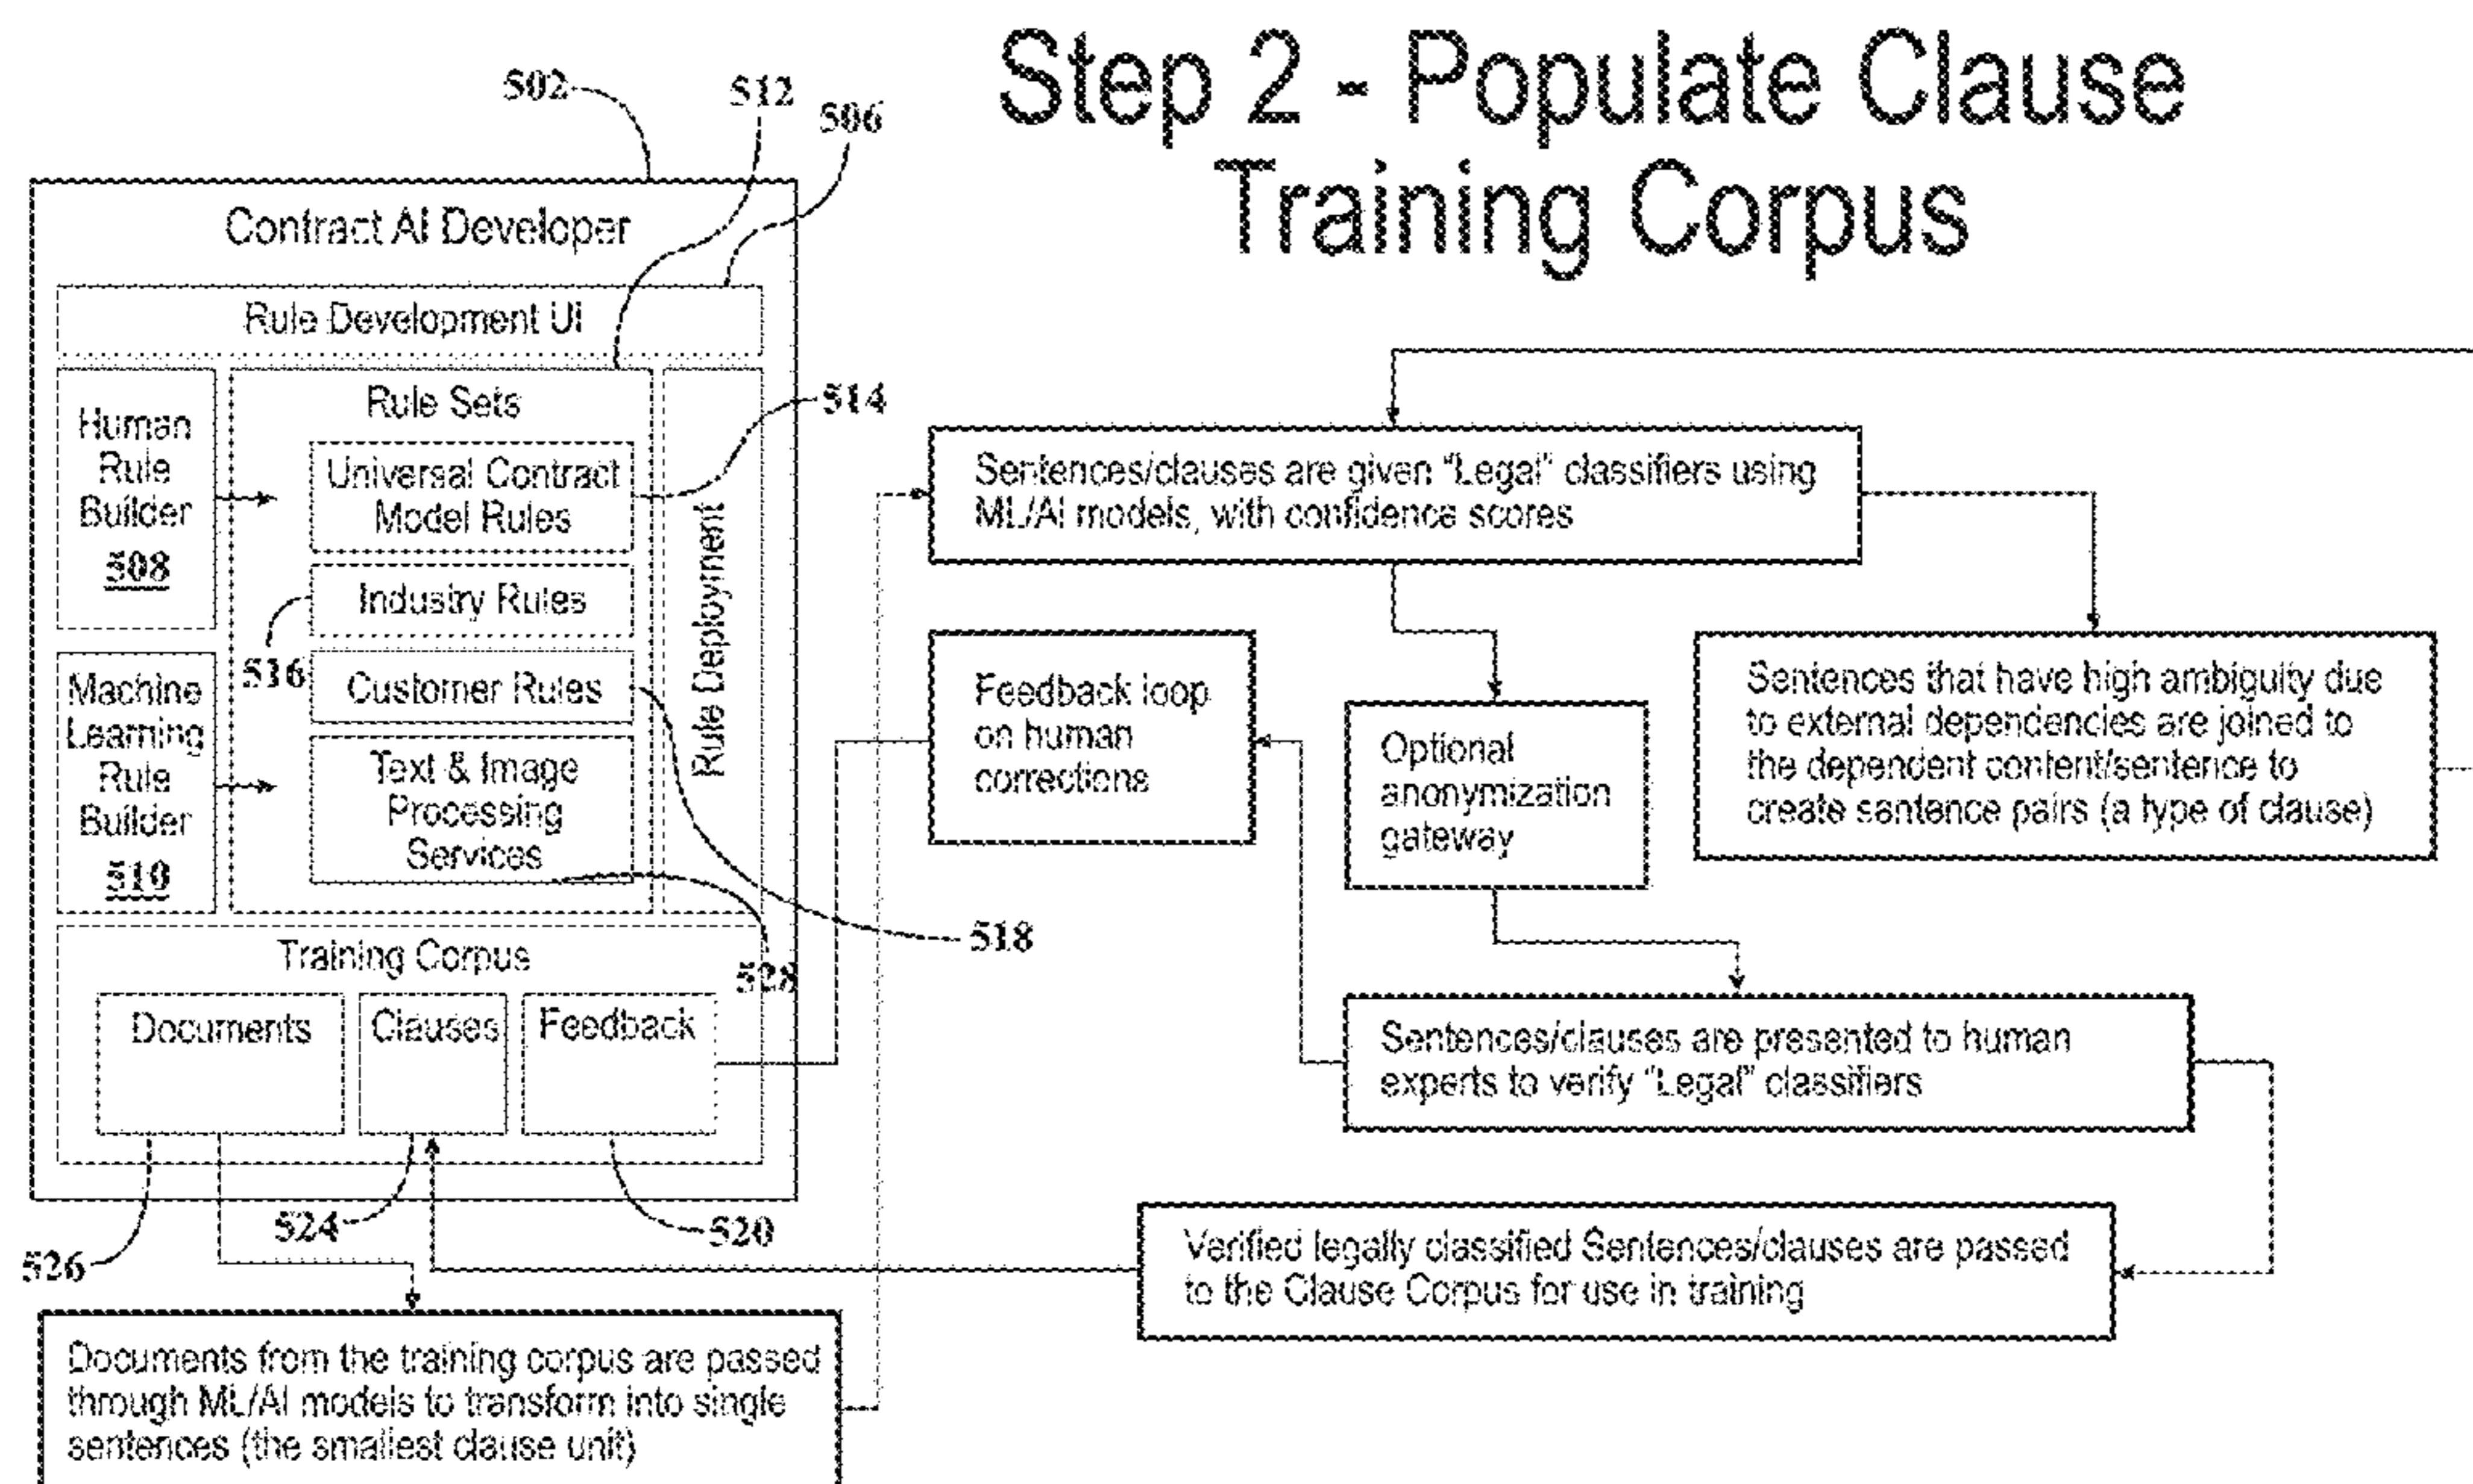 Step 2 - Populate Clause
Training Corpus
502
512
506
Contract AI Developer
Rule Development UI
Human
Rule
Builder
508
Machine
Learning
Rule
Builder
510
Rule Sets
Universal Contract
Model Rules
514
Industry Rules
516
Customer Rules
518
Text & Image
Processing
Services
528
Rule Deployment
Training Corpus
Documents
Clauses
Feedback
526
524
520
Documents from the training corpus are passed
through ML/AI models to transform into single
sentences (the smallest clause unit)
Sentences/clauses are given "Legal" classifiers using
ML/AI models, with confidence scores
Feedback loop
on human
corrections
Optional
anonymization
gateway
Sentences that have high ambiguity due
to external dependencies are joined to
the dependent content/sentence to
create sentence pairs (a type of clause)
Sentences/clauses are presented to human
experts to verify "Legal" classifiers
Verified legally classified Sentences/clauses are passed
to the Clause Corpus for use in training